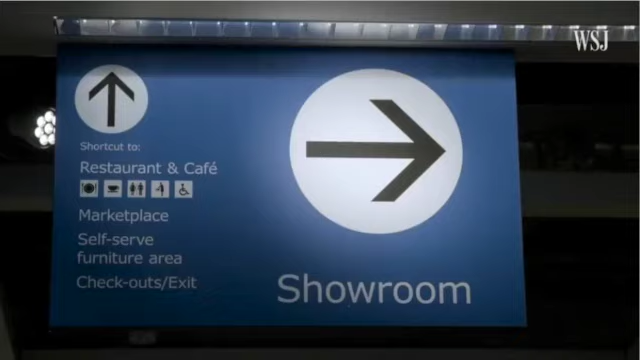 WSJ
Shortcut to:
Restaurant & Café
Marketplace
Self-serve
furniture area
Check-outs/Exit
Showroom